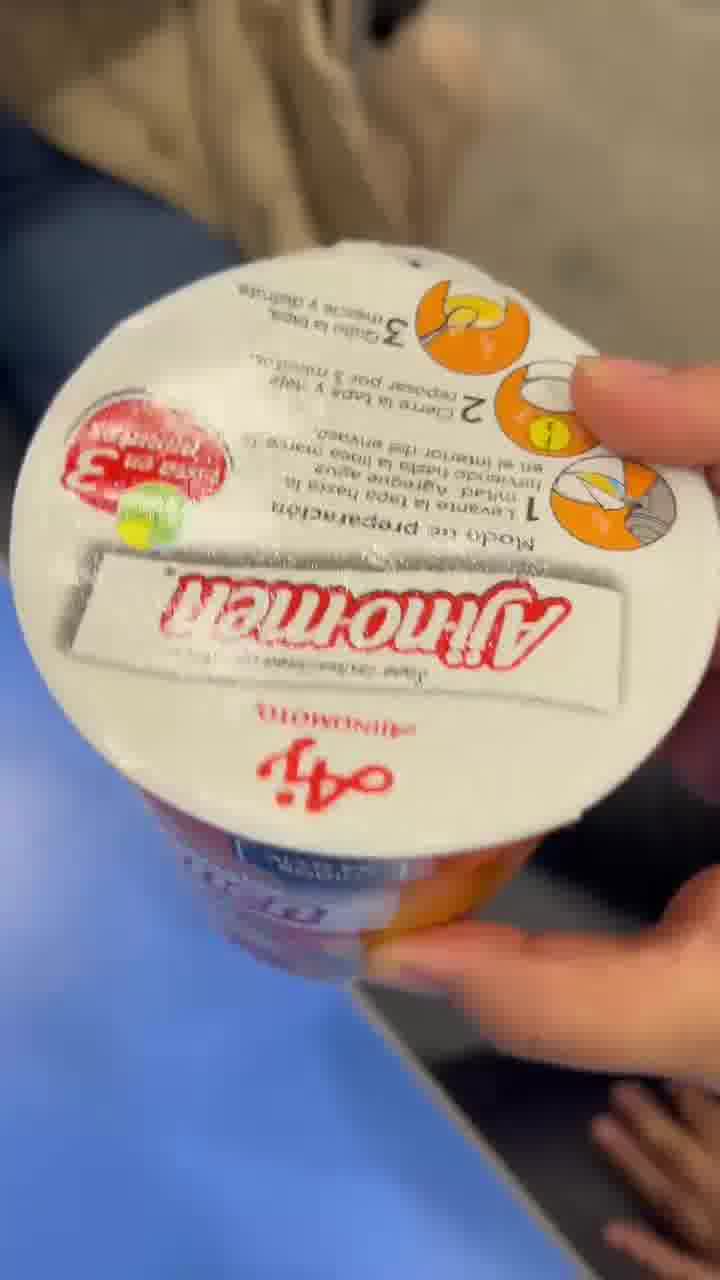 Aji
AJINOMOTO
Aji-no-men
Modo de preparación
1 Levante la tapa hasta la
mitad. Agregue agua
hirviendo hasta la línea marcada
en el interior del envase.
2 Cierre la tapa y deje
reposar por 3 minutos.
3 Quite la tapa,
mezcle y disfrute.
Listo en
3
minutos